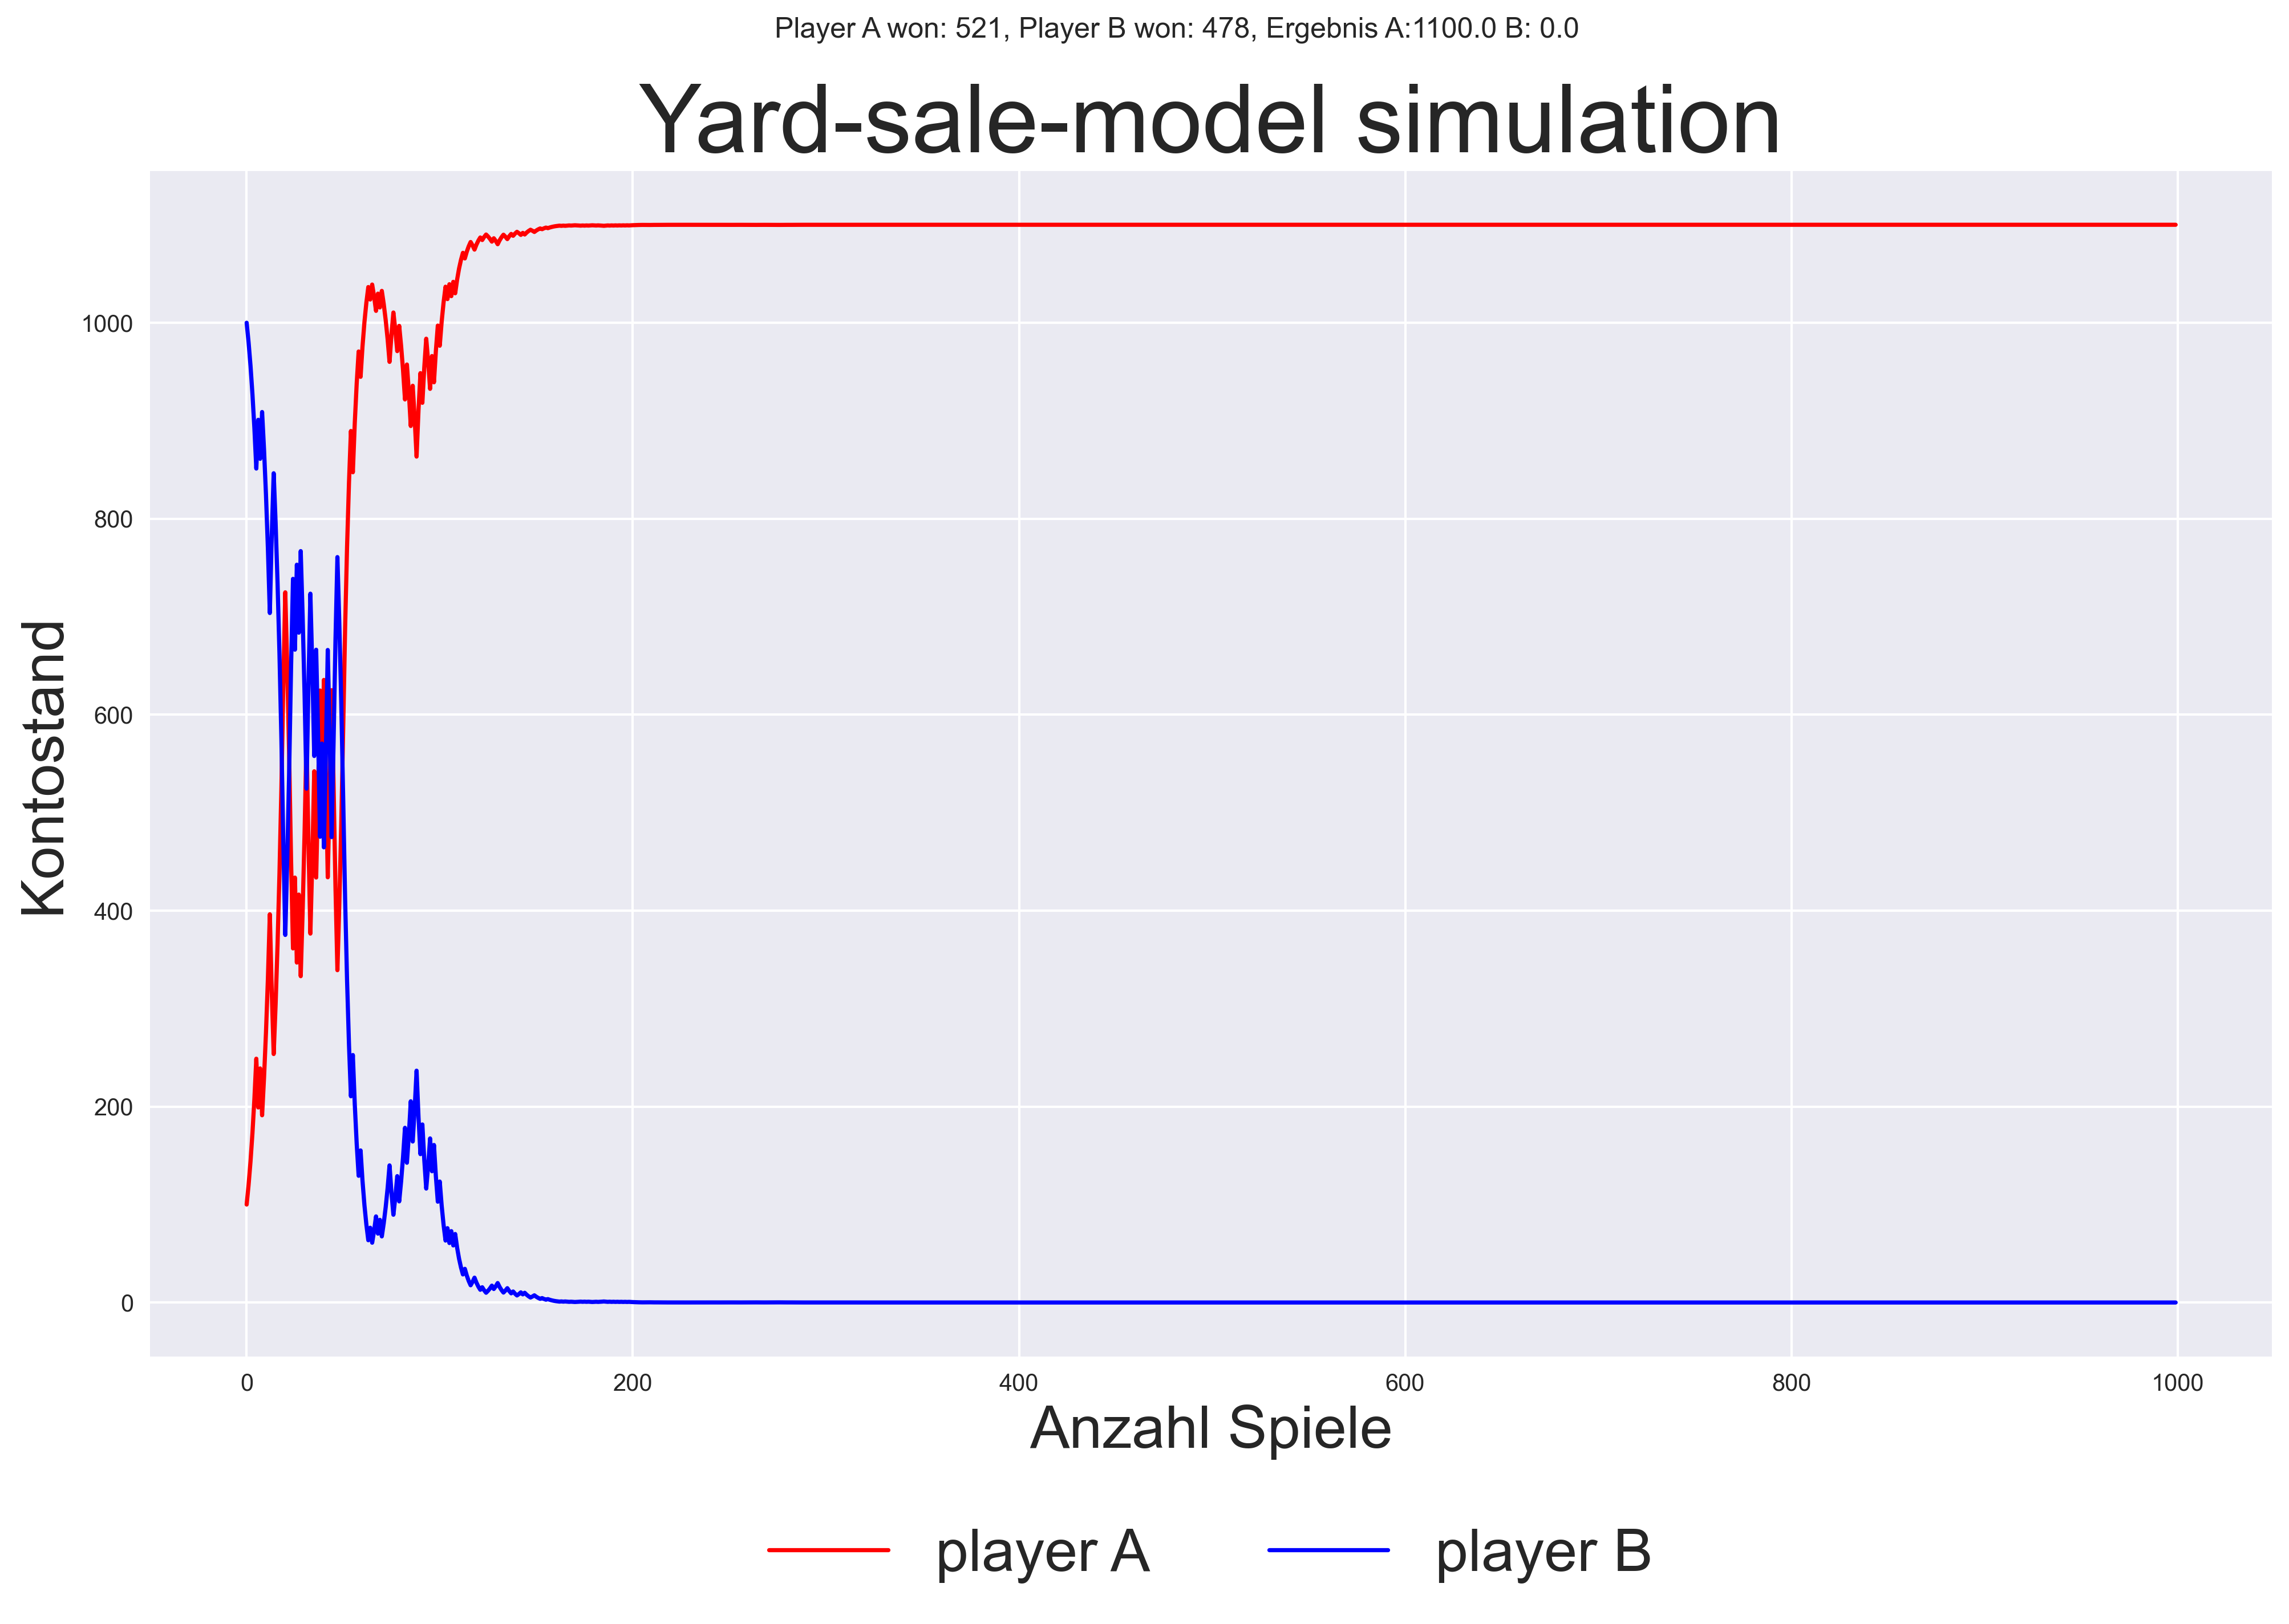 Player A won: 521, Player B won: 478, Ergebnis A:1100.0 B: 0.0
Yard-sale-model simulation
Kontostand
1000
800
600
400
200
0
0 200 400 600 800 1000
Anzahl Spiele
player A player B